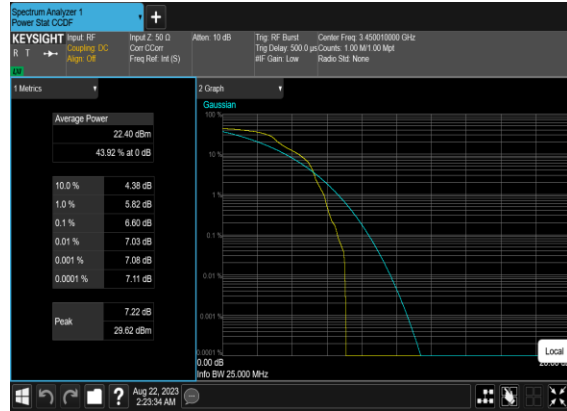 Spectrum Analyzer 1
Power Stat CCDF
KEYSIGHT
R T
LW
Input: RF
Coupling: DC
Align: Off
Input Z: 50 Ω
Corr CCorr
Freq Ref: Int (S)
Atten: 10 dB
Trig: RF Burst
Trig Delay: 500.0 µs
#IF Gain: Low
Center Freq: 3.450010000 GHz
Counts: 1.00 M/1.00 Mpt
Radio Std: None
1 Metrics
Average Power
22.40 dBm
43.92 % at 0 dB
10.0 % 4.38 dB
1.0 % 5.82 dB
0.1 % 6.60 dB
0.01 % 7.03 dB
0.001 % 7.08 dB
0.0001 % 7.11 dB
Peak
7.22 dB
29.62 dBm
2 Graph
Gaussian
100 %
10 %
1 %
0.1 %
0.01 %
0.001 %
0.0001 %
0.00 dB
Info BW 25.000 MHz
Local
?
Aug 22, 2023
2:23:34 AM